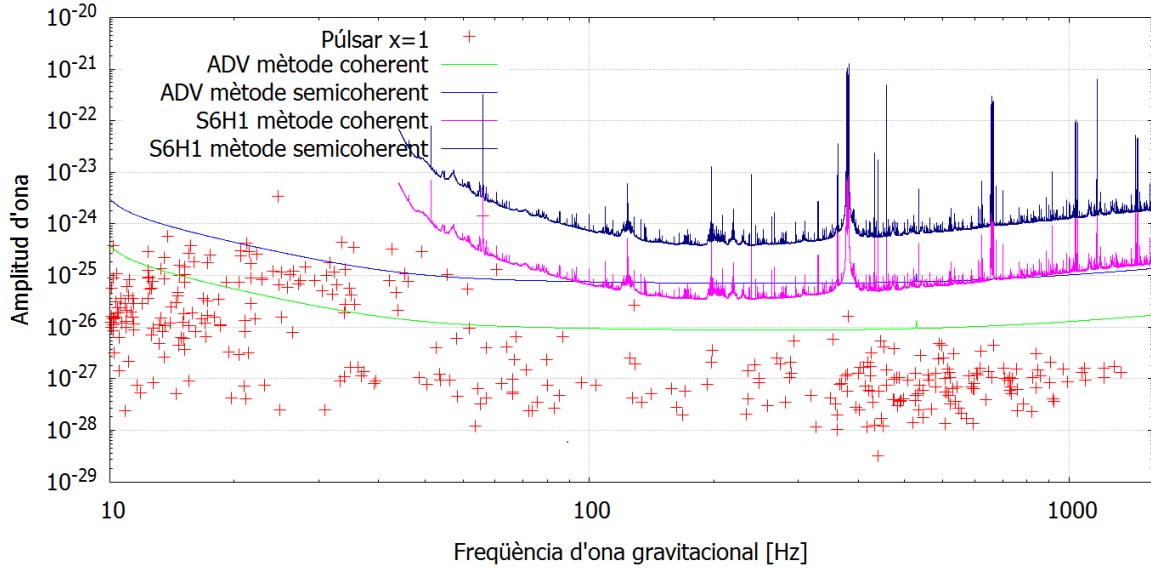 10-20
10-21
10-22
10-23
10-24
10-25
10-26
10-27
10-28
10-29
Amplitud d'ona
Púlsar x=1
ADV mètode coherent
ADV mètode semicoherent
S6H1 mètode coherent
S6H1 mètode semicoherent
10 100 1000
Freqüència d'ona gravitacional [Hz]